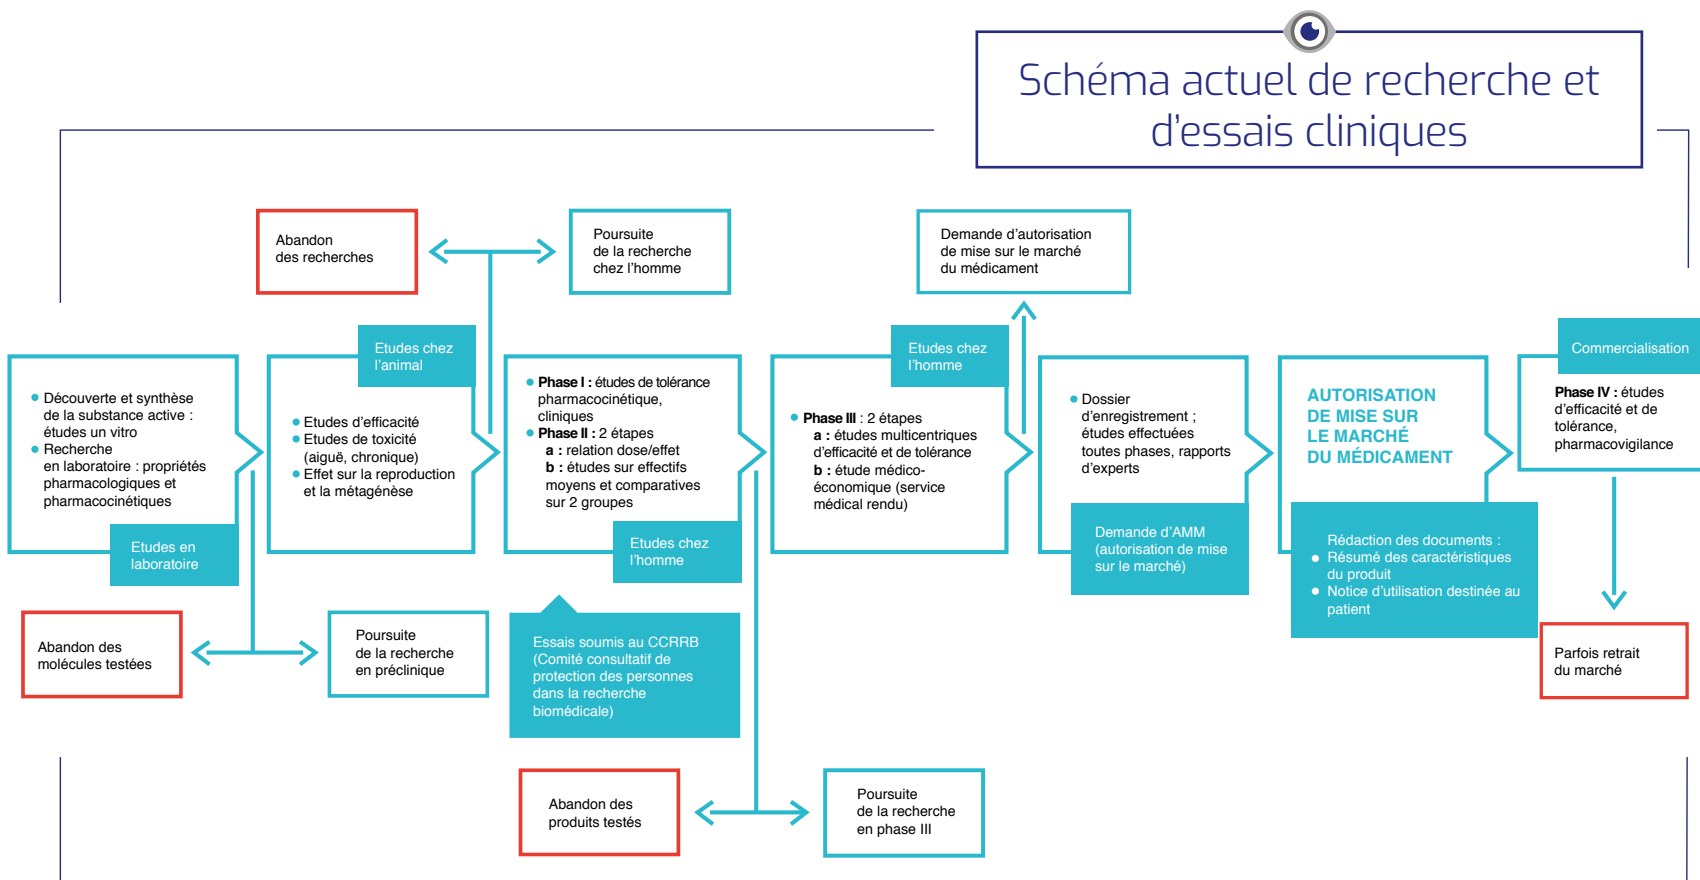 Schéma actuel de recherche et
d'essais cliniques
Abandon
des recherches
Poursuite
de la recherche
chez l'homme
Demande d'autorisation
de mise sur le marché
du médicament
Découverte et synthèse
de la substance active :
études un vitro
Recherche
en laboratoire : propriétés
pharmacologiques et
pharmacocinétiques
Etudes en
laboratoire
Etudes chez
l'animal
Etudes d'efficacité
Etudes de toxicité
(aiguë, chronique)
Effet sur la reproduction
et la métagénèse
Phase I : études de tolérance
pharmacocinétique,
cliniques
Phase II : 2 étapes
a : relation dose/effet
b : études sur effectifs
moyens et comparatives
sur 2 groupes
Etudes chez
l'homme
Etudes chez
l'homme
Phase III : 2 étapes
a : études multicentriques
d'efficacité et de tolérance
b : étude médico-
économique (service
médical rendu)
Dossier
d'enregistrement ;
études effectuées
toutes phases, rapports
d'experts
Demande d'AMM
(autorisation de mise
sur le marché)
AUTORISATION
DE MISE SUR
LE MARCHÉ
DU MÉDICAMENT
Rédaction des documents :
Résumé des caractéristiques
du produit
Notice d'utilisation destinée au
patient
Commercialisation
Phase IV : études
d'efficacité et de
tolérance,
pharmacovigilance
Abandon des
molécules testées
Poursuite
de la recherche
en préclinique
Essais soumis au CCRRB
(Comité consultatif de
protection des personnes
dans la recherche
biomédicale)
Parfois retrait
du marché
Abandon des
produits testés
Poursuite
de la recherche
en phase III